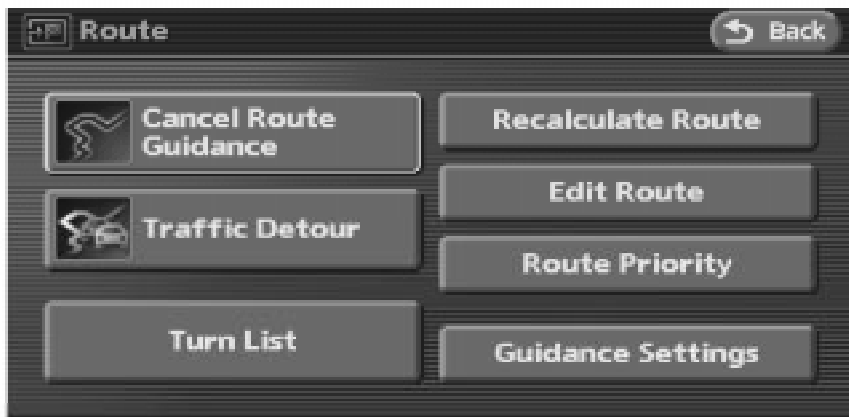 Route
Back
Cancel Route
Guidance
Traffic Detour
Turn List
Recalculate Route
Edit Route
Route Priority
Guidance Settings